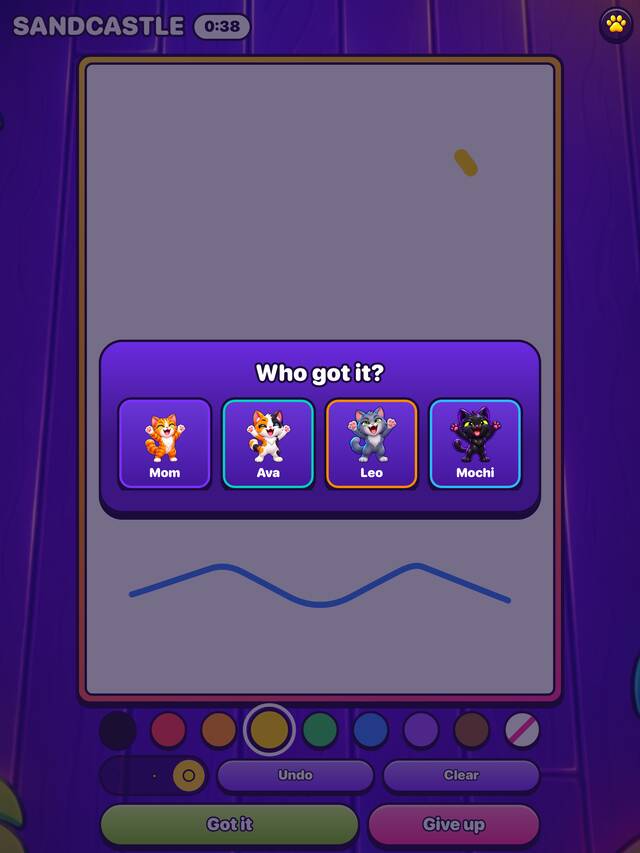 SANDCASTLE 0:38
Who got it?
Mom Ava Leo Mochi
Undo Clear
Got it Give up